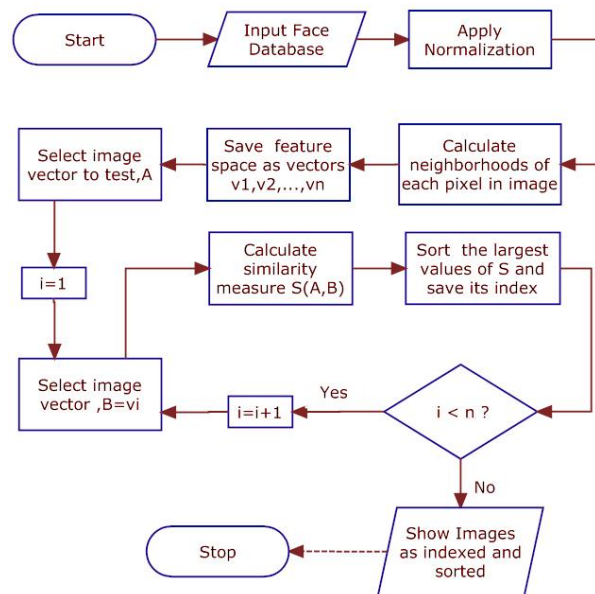 Start
Input Face
Database
Apply
Normalization
Calculate
neighborhoods of
each pixel in image
Save feature
space as vectors
v1,v2,...,vn
Select image
vector to test,A
i=1
Select image
vector ,B=vi
Calculate
similarity
measure S(A,B)
Sort the largest
values of S and
save its index
i < n ?
Yes
i=i+1
No
Show Images
as indexed and
sorted
Stop